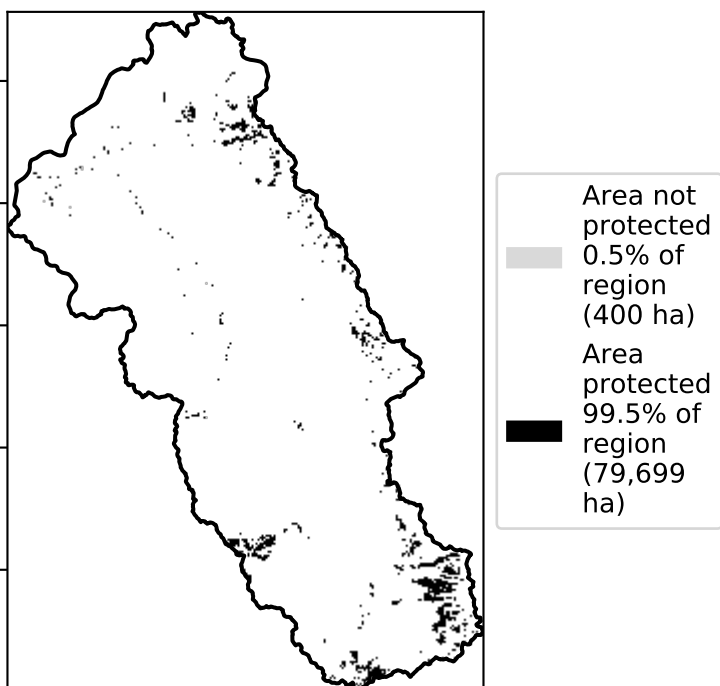 Area not
protected
0.5% of
region
(400 ha)
Area
protected
99.5% of
region
(79,699
ha)